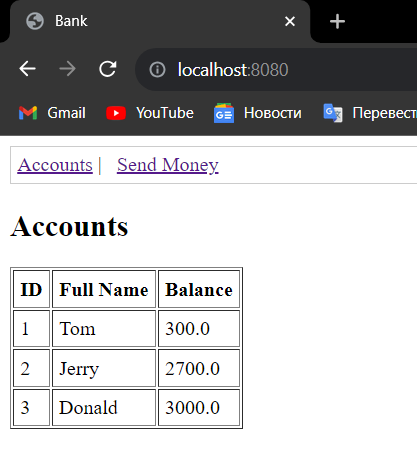 Bank
localhost:8080
Gmail YouTube Новости Перевест
Accounts | Send Money
Accounts
ID Full Name Balance
1 Tom 300.0
2 Jerry 2700.0
3 Donald 3000.0